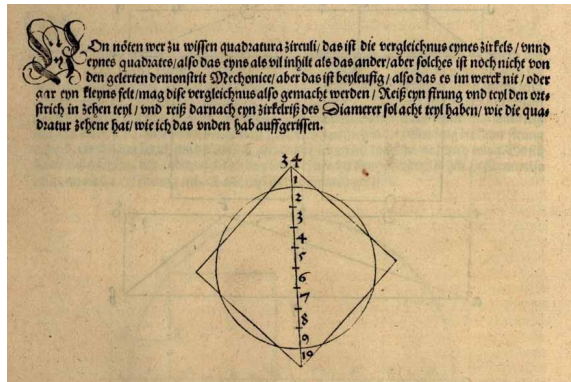 VOn nöten wer zu wissen quadratura zirculi / das ist die vergleichnus eynes zirkels / vnnd
eynes quadrates / also das eyns als vil inhilt als das ander / aber solches ist noch nicht von
den gelerten demonstrirt Mechonice / aber das ist beyleufig / also das es im werck nit / oder
gar eyn kleyns felt / mag dise vergleichnus also gemacht werden / Reiß eyn firung vnd teyl den ort-
strich in zehen teyl / vnd reiß darnach eyn zirkelriß des Diameter sol acht teyl haben / wie die qua-
dratur zehene hat / wie ich das vnden hab auffgerissen.
34
1
2
3
4
5
6
7
8
9
10